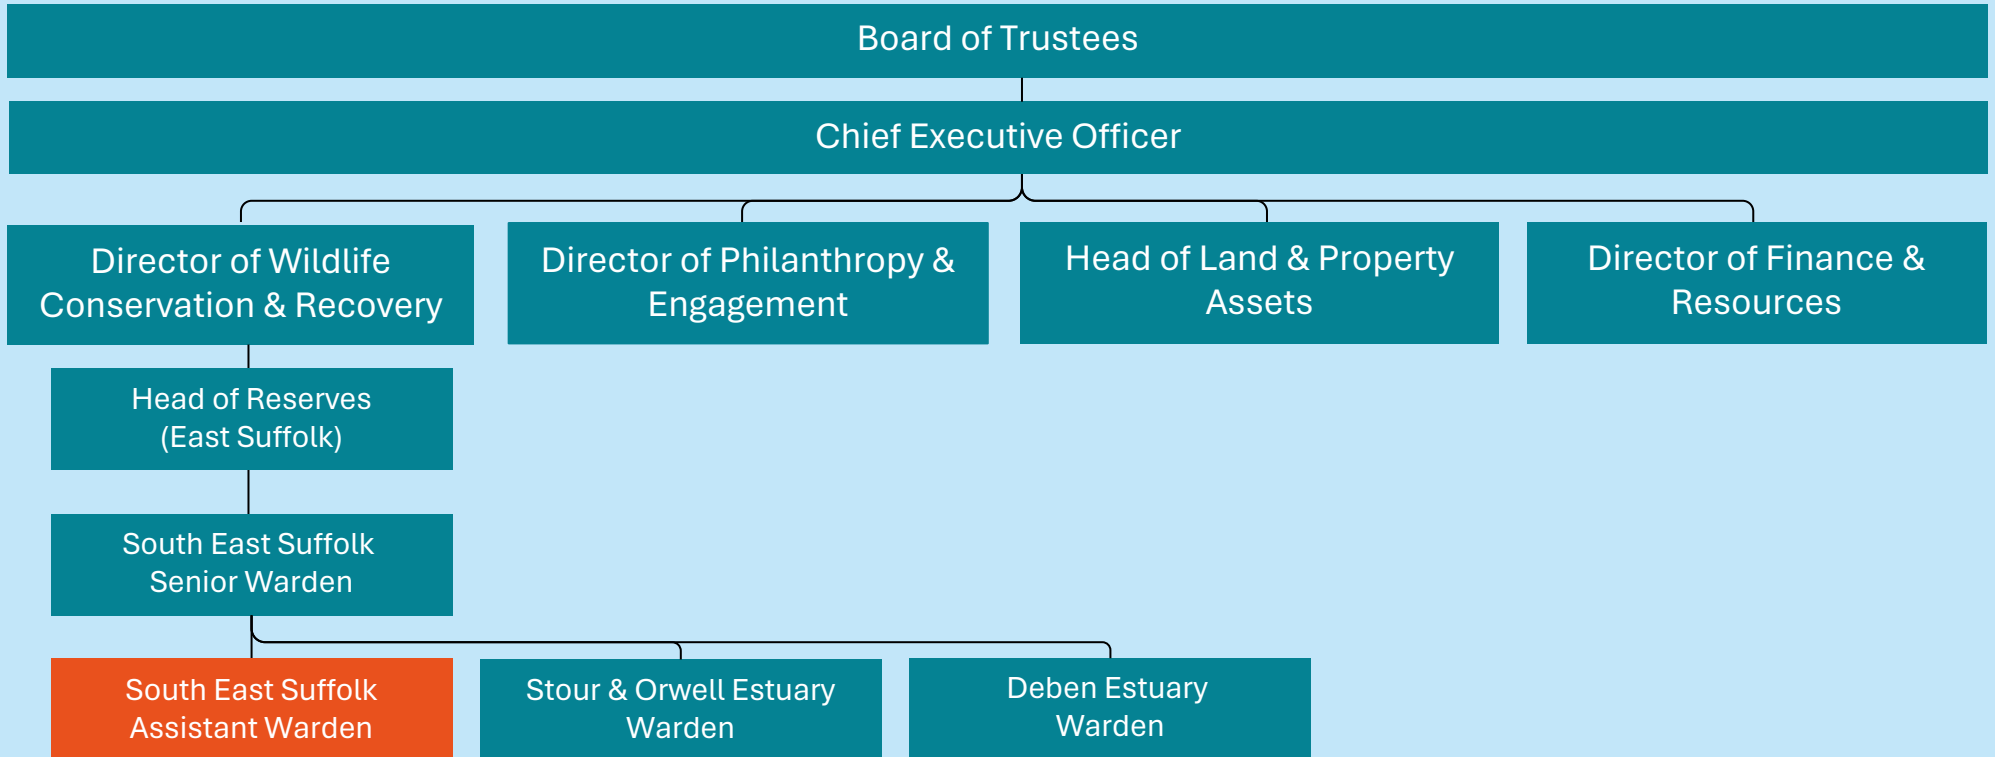 Board of Trustees
Chief Executive Officer
Director of Wildlife
Conservation & Recovery
Director of Philanthropy &
Engagement
Head of Land & Property
Assets
Director of Finance &
Resources
Head of Reserves
(East Suffolk)
South East Suffolk
Senior Warden
South East Suffolk
Assistant Warden
Stour & Orwell Estuary
Warden
Deben Estuary
Warden